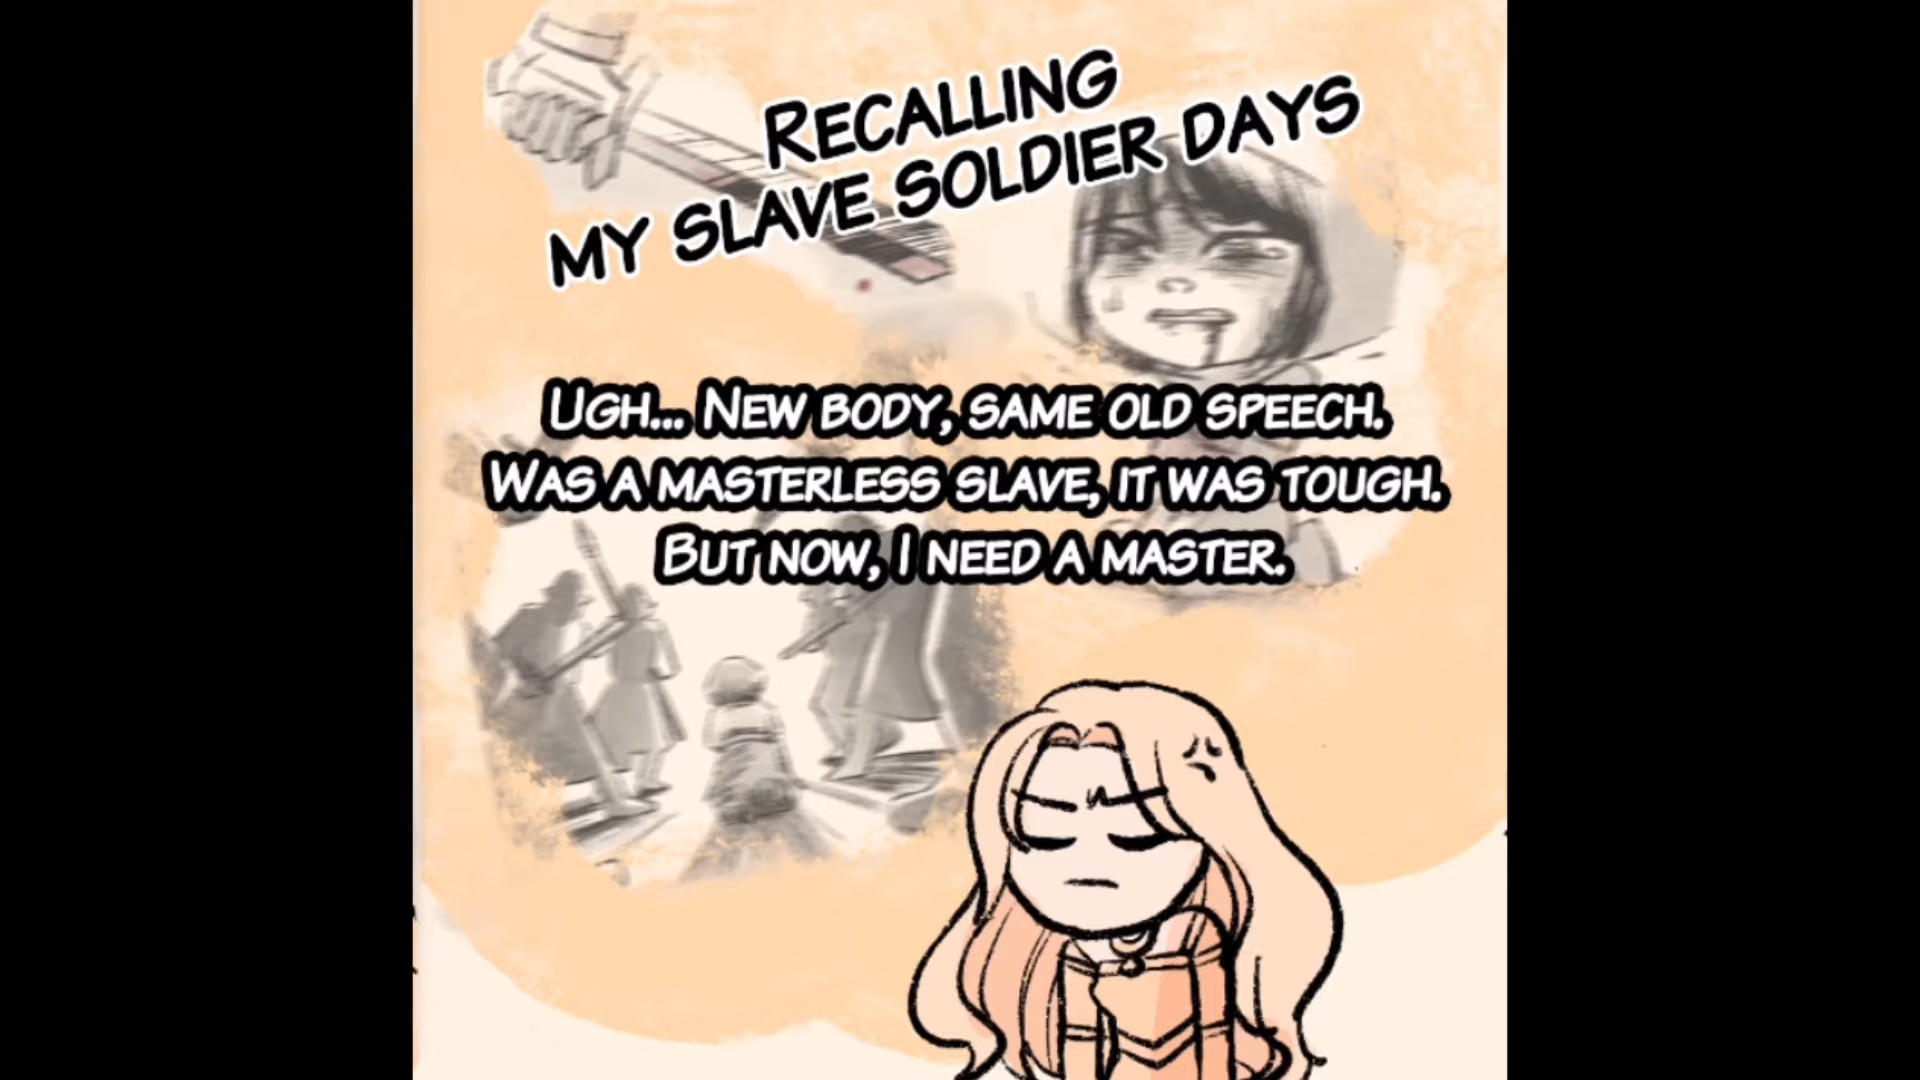 RECALLING
MY SLAVE SOLDIER DAYS
UGH... NEW BODY, SAME OLD SPEECH.
WAS A MASTERLESS SLAVE, IT WAS TOUGH.
BUT NOW, I NEED A MASTER.